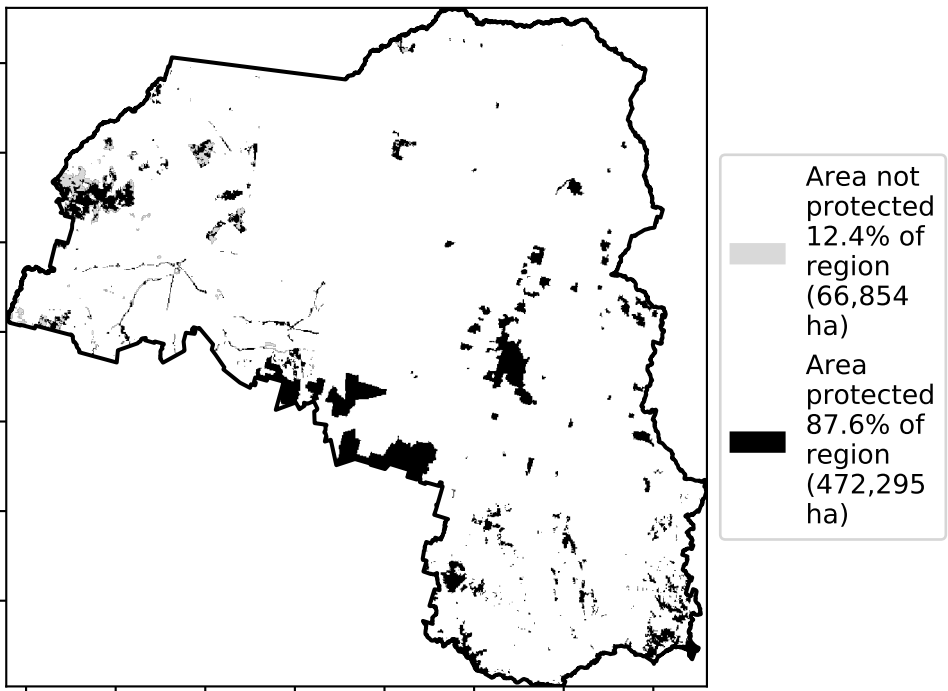 Area not
protected
12.4% of
region
(66,854
ha)
Area
protected
87.6% of
region
(472,295
ha)